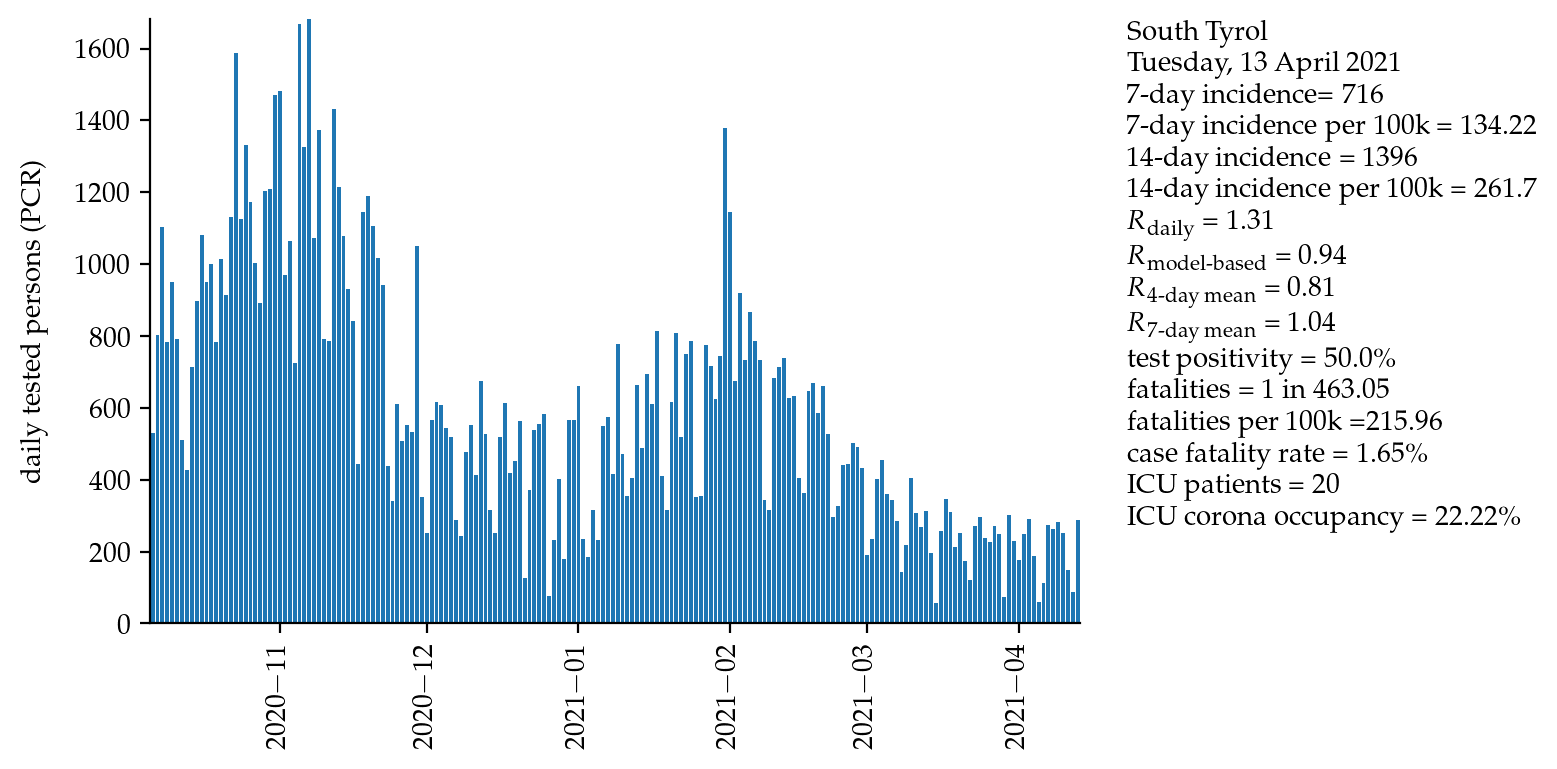 1600
1400
1200
1000
800
600
400
200
0
daily tested persons (PCR)
2020−11
2020−12
2021−01
2021−02
2021−03
2021−04
South Tyrol
Tuesday, 13 April 2021
7-day incidence= 716
7-day incidence per 100k = 134.22
14-day incidence = 1396
14-day incidence per 100k = 261.7
R daily = 1.31
R model-based = 0.94
R 4-day mean = 0.81
R 7-day mean = 1.04
test positivity = 50.0%
fatalities = 1 in 463.05
fatalities per 100k =215.96
case fatality rate = 1.65%
ICU patients = 20
ICU corona occupancy = 22.22%